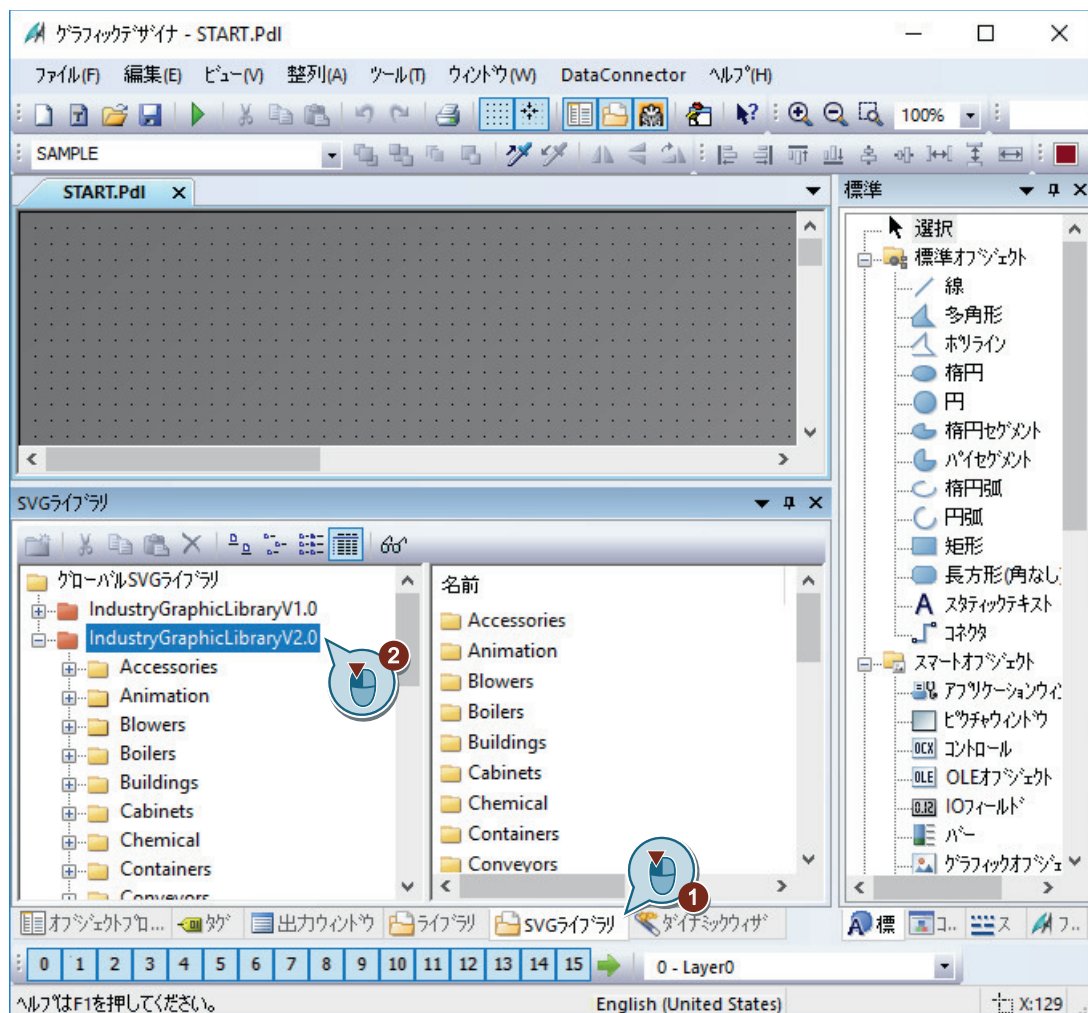 グラフィックデザイナ - START.Pdl
ファイル(F) 編集(E) ビュー(V) 整列(A) ツール(T) ウィンドウ(W) DataConnector ヘルプ(H)
100%
SAMPLE
START.Pdl
標準
選択
標準オブジェクト
線
多角形
ポリライン
楕円
円
楕円セグメント
パイセグメント
楕円弧
円弧
矩形
長方形(角なし
スタティックテキスト
コネクタ
スマートオブジェクト
アプリケーションウィ
ピクチャウィンドウ
OCX コントロール
OLE OLEオブジェクト
0.12 IOフィールド
バー
グラフィックオブジェ
SVGライブラリ
グローバルSVGライブラリ
IndustryGraphicLibraryV1.0
IndustryGraphicLibraryV2.0
Accessories
Animation
Blowers
Boilers
Buildings
Cabinets
Chemical
Containers
Conveyors
2
名前
Accessories
Animation
Blowers
Boilers
Buildings
Cabinets
Chemical
Containers
Conveyors
1
オブジェクトプロ... タグ 出力ウィンドウ ライブラリ SVGライブラリ ダイナミックウィザ
標 コ.. ス フ..
0 1 2 3 4 5 6 7 8 9 10 11 12 13 14 15 0 - Layer0
ヘルプはF1を押してください。 English (United States) X:129